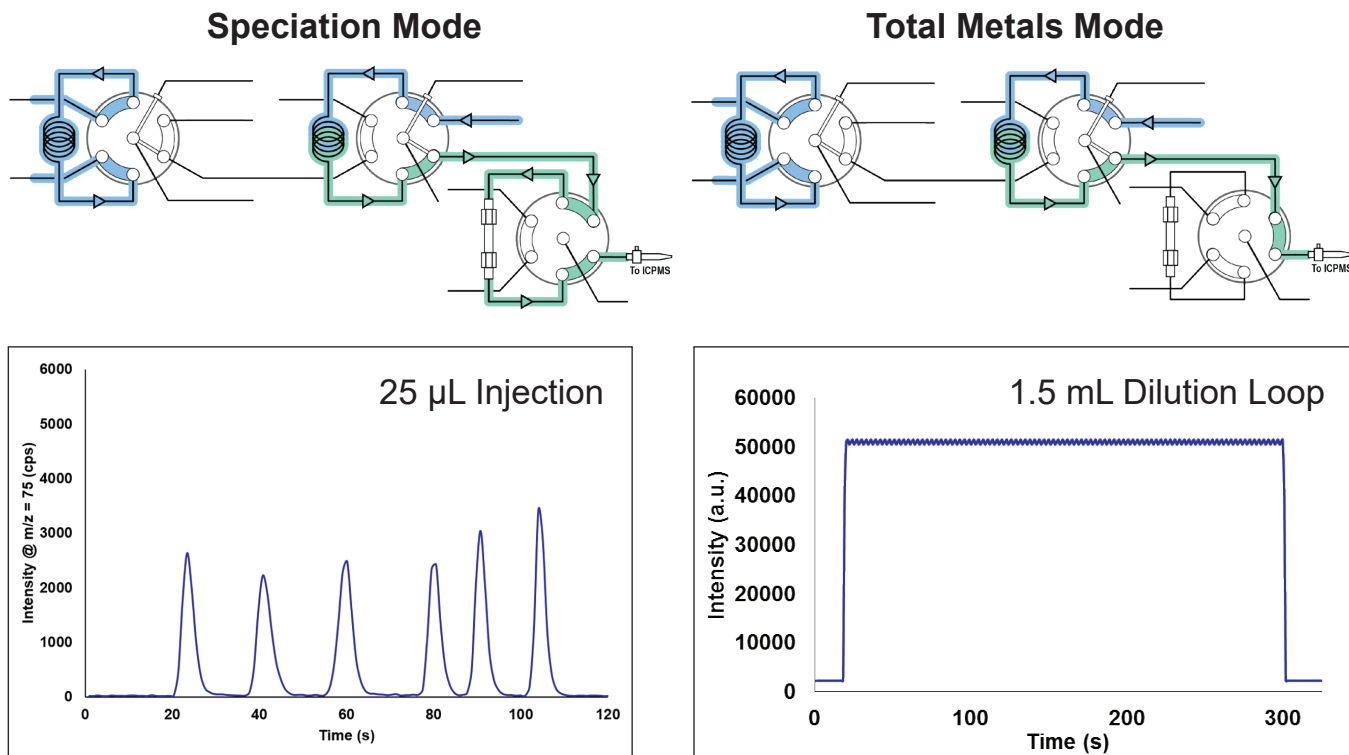 Speciation Mode
Total Metals Mode
To ICPMS
To ICPMS
25 µL Injection
6000
5000
4000
3000
2000
1000
0
Intensity @ m/z = 75 (cps)
0 20 40 60 80 100 120
Time (s)
1.5 mL Dilution Loop
60000
50000
40000
30000
20000
10000
0
Intensity (a.u.)
0 100 200 300
Time (s)